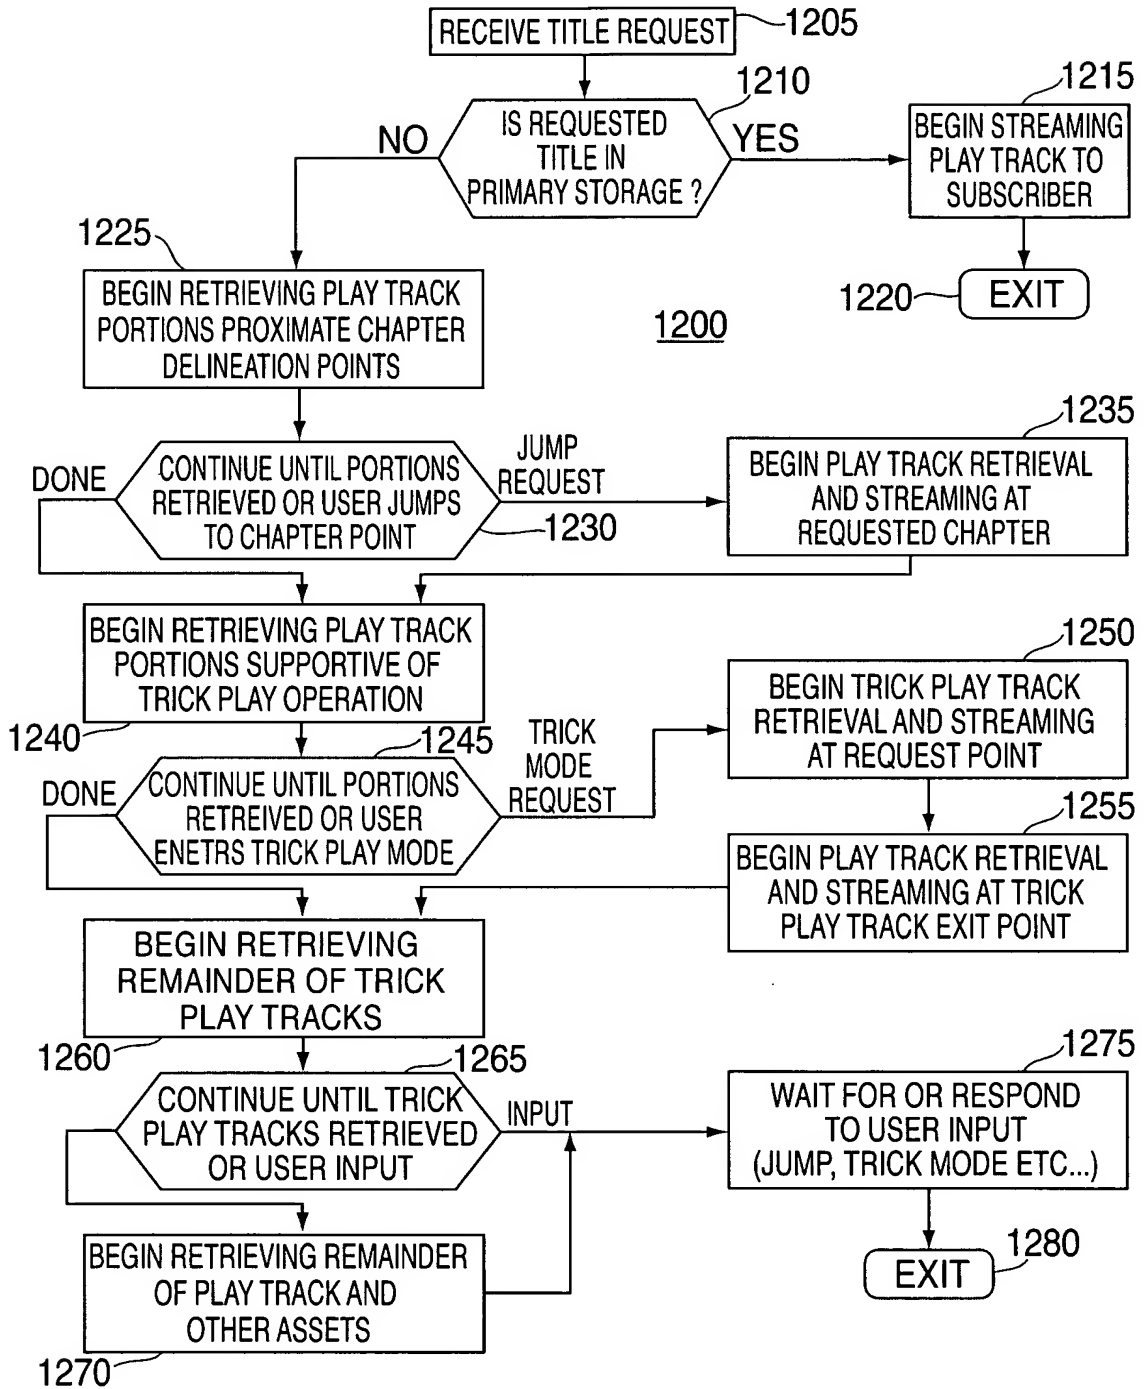 RECEIVE TITLE REQUEST
1205
1210
IS REQUESTED
TITLE IN
PRIMARY STORAGE ?
NO
YES
1215
BEGIN STREAMING
PLAY TRACK TO
SUBSCRIBER
1220
EXIT
1225
BEGIN RETRIEVING PLAY TRACK
PORTIONS PROXIMATE CHAPTER
DELINEATION POINTS
1200
DONE
CONTINUE UNTIL PORTIONS
RETRIEVED OR USER JUMPS
TO CHAPTER POINT
1230
JUMP
REQUEST
1235
BEGIN PLAY TRACK RETRIEVAL
AND STREAMING AT
REQUESTED CHAPTER
BEGIN RETRIEVING PLAY TRACK
PORTIONS SUPPORTIVE OF
TRICK PLAY OPERATION
1240
1245
DONE
CONTINUE UNTIL PORTIONS
RETREIVED OR USER
ENETRS TRICK PLAY MODE
TRICK
MODE
REQUEST
1250
BEGIN TRICK PLAY TRACK
RETRIEVAL AND STREAMING
AT REQUEST POINT
1255
BEGIN PLAY TRACK RETRIEVAL
AND STREAMING AT TRICK
PLAY TRACK EXIT POINT
BEGIN RETRIEVING
REMAINDER OF TRICK
PLAY TRACKS
1260
1265
CONTINUE UNTIL TRICK
PLAY TRACKS RETRIEVED
OR USER INPUT
INPUT
1275
WAIT FOR OR RESPOND
TO USER INPUT
(JUMP, TRICK MODE ETC...)
BEGIN RETRIEVING REMAINDER
OF PLAY TRACK AND
OTHER ASSETS
1270
EXIT
1280